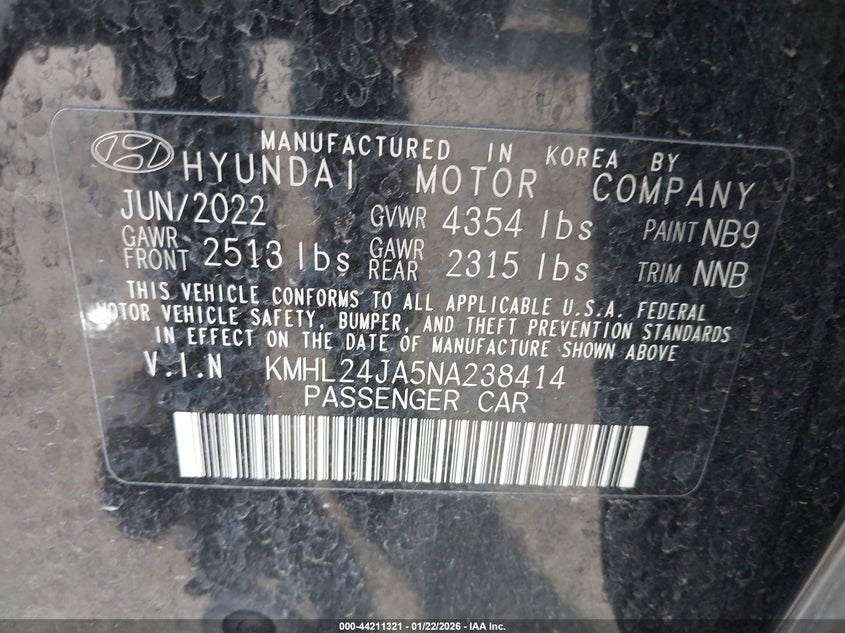 MANUFACTURED IN KOREA BY
HYUNDAI MOTOR COMPANY
JUN/2022 GVWR 4354 lbs PAINT NB9
GAWR FRONT 2513 lbs GAWR REAR 2315 lbs TRIM NNB
THIS VEHICLE CONFORMS TO ALL APPLICABLE U.S.A. FEDERAL
MOTOR VEHICLE SAFETY, BUMPER, AND THEFT PREVENTION STANDARDS
IN EFFECT ON THE DATE OF MANUFACTURE SHOWN ABOVE
V.I.N KMHL24JA5NA238414
PASSENGER CAR
000-44211321 - 01/22/2026 - IAA Inc.